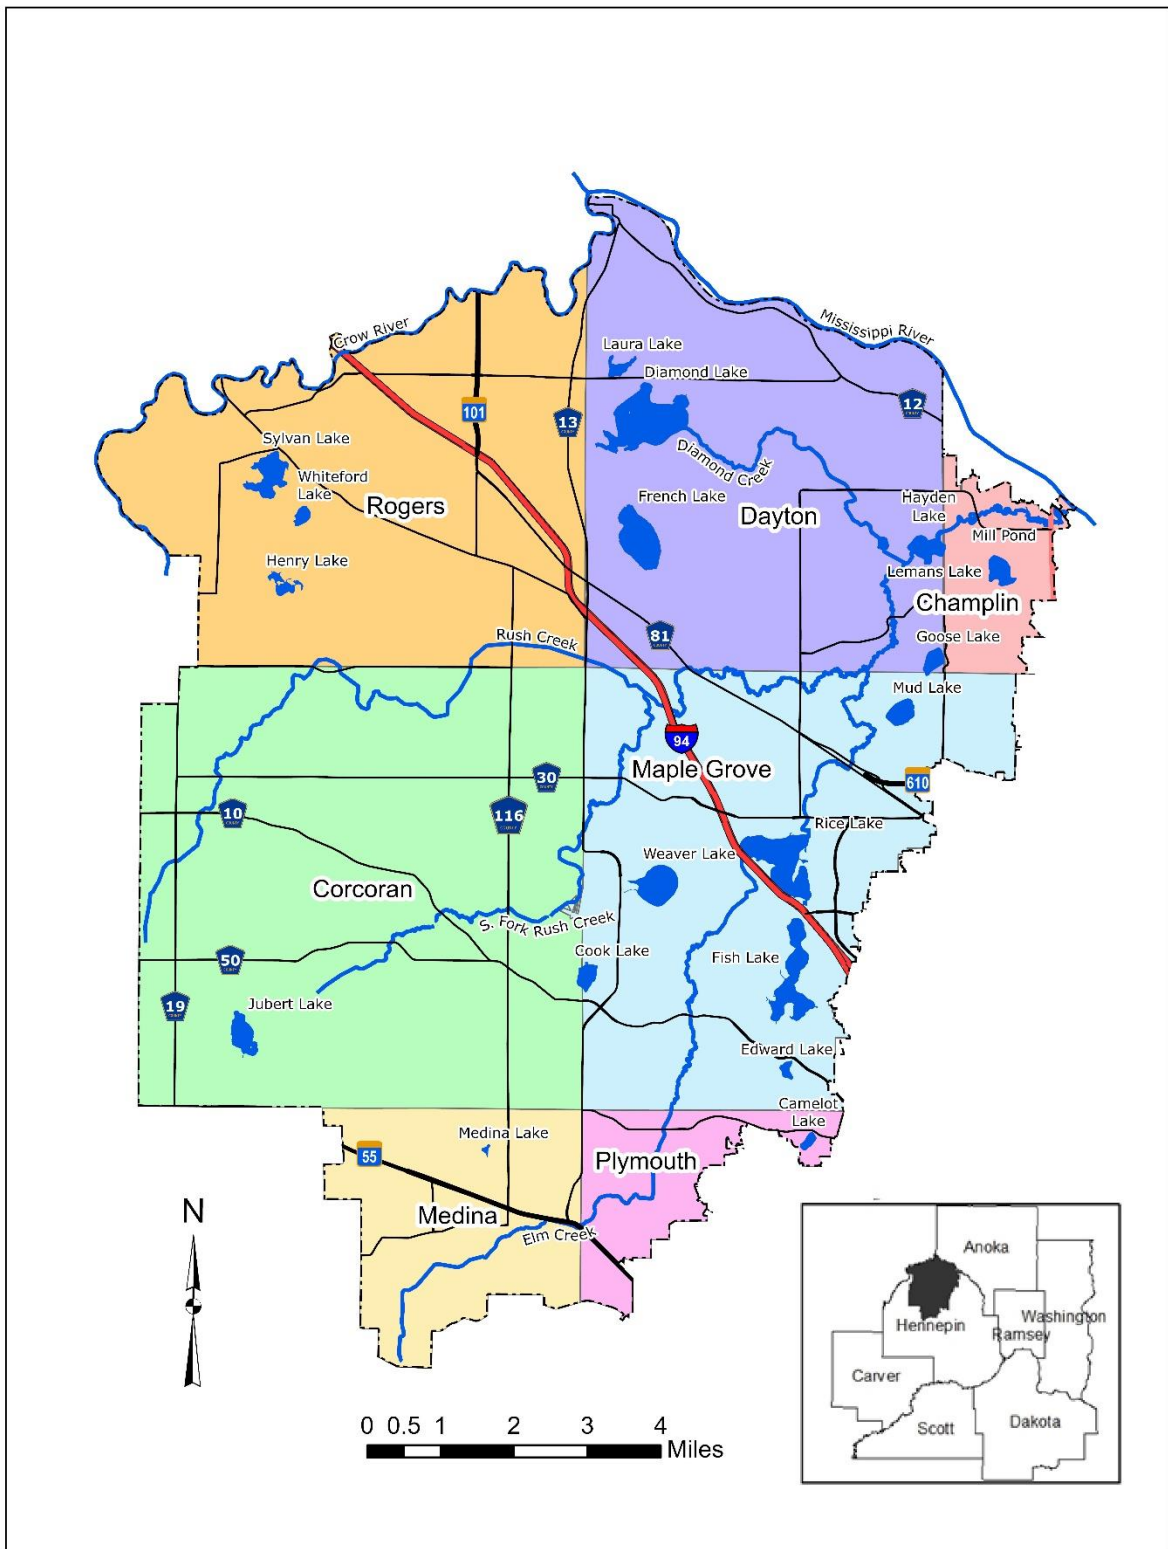 Mississippi River
Crow River
Laura Lake
Diamond Lake
101
13
12
Sylvan Lake
Diamond Creek
Whiteford
Lake
Rogers
French Lake
Dayton
Hayden
Lake
Mill Pond
Henry Lake
Lemans Lake
Champlin
Rush Creek
81
Goose Lake
Mud Lake
94
Maple Grove
30
610
10
116
Rice Lake
Weaver Lake
Corcoran
S. Fork Rush Creek
Cook Lake
Fish Lake
50
19
Jubert Lake
Edward Lake
Camelot
Lake
Medina Lake
55
Plymouth
Medina
Elm Creek
N
Anoka
Washington
Hennepin
Ramsey
Carver
Scott
Dakota
0 0.5 1 2 3 4
Miles